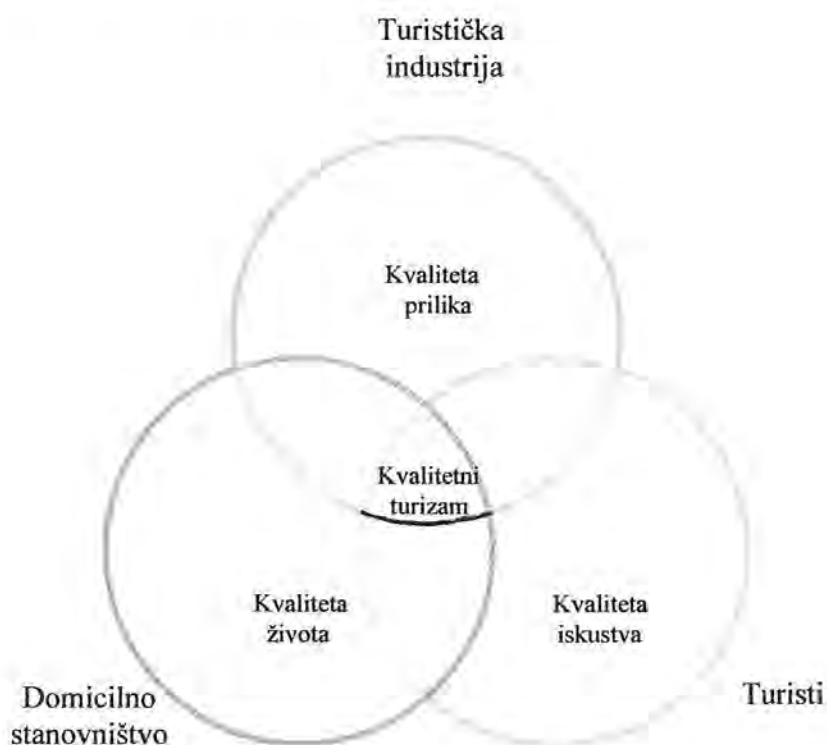 Turistička
industrija
Kvaliteta
prilika
Kvalitetni
turizam
Kvaliteta
života
Kvaliteta
iskustva
Domicilno
stanovništvo
Turisti